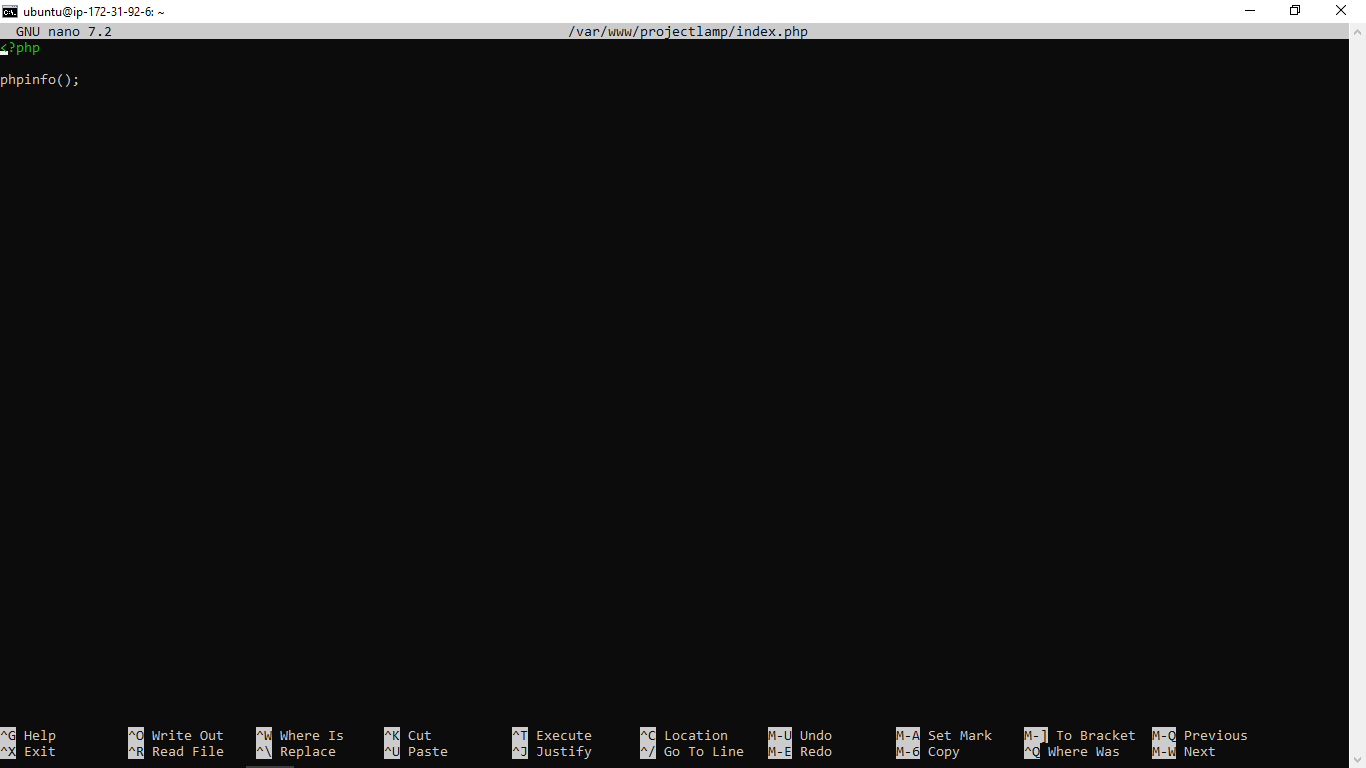 ubuntu@ip-172-31-92-6: ~
GNU nano 7.2 /var/www/projectlamp/index.php
<?php
phpinfo();
^G Help ^O Write Out ^W Where Is ^K Cut ^T Execute ^C Location M-U Undo M-A Set Mark M-] To Bracket M-Q Previous
^X Exit ^R Read File ^\ Replace ^U Paste ^J Justify ^/ Go To Line M-E Redo M-6 Copy ^Q Where Was M-W Next